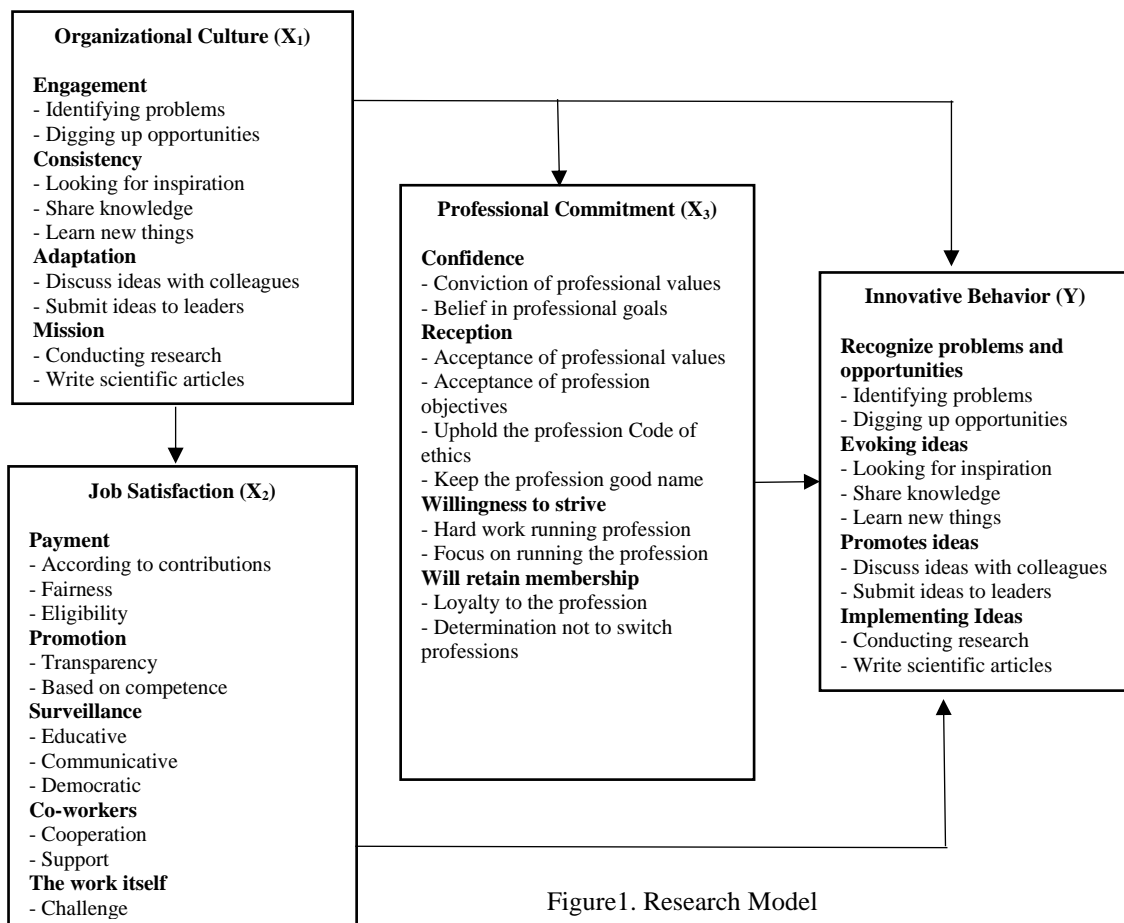 Organizational Culture (X₁)
Engagement
- Identifying problems
- Digging up opportunities
Consistency
- Looking for inspiration
- Share knowledge
- Learn new things
Adaptation
- Discuss ideas with colleagues
- Submit ideas to leaders
Mission
- Conducting research
- Write scientific articles
Job Satisfaction (X₂)
Payment
- According to contributions
- Fairness
- Eligibility
Promotion
- Transparency
- Based on competence
Surveillance
- Educative
- Communicative
- Democratic
Co-workers
- Cooperation
- Support
The work itself
- Challenge
Professional Commitment (X₃)
Confidence
- Conviction of professional values
- Belief in professional goals
Reception
- Acceptance of professional values
- Acceptance of profession
objectives
- Uphold the profession Code of
ethics
- Keep the profession good name
Willingness to strive
- Hard work running profession
- Focus on running the profession
Will retain membership
- Loyalty to the profession
- Determination not to switch
professions
Innovative Behavior (Y)
Recognize problems and
opportunities
- Identifying problems
- Digging up opportunities
Evoking ideas
- Looking for inspiration
- Share knowledge
- Learn new things
Promotes ideas
- Discuss ideas with colleagues
- Submit ideas to leaders
Implementing Ideas
- Conducting research
- Write scientific articles
Figure1. Research Model